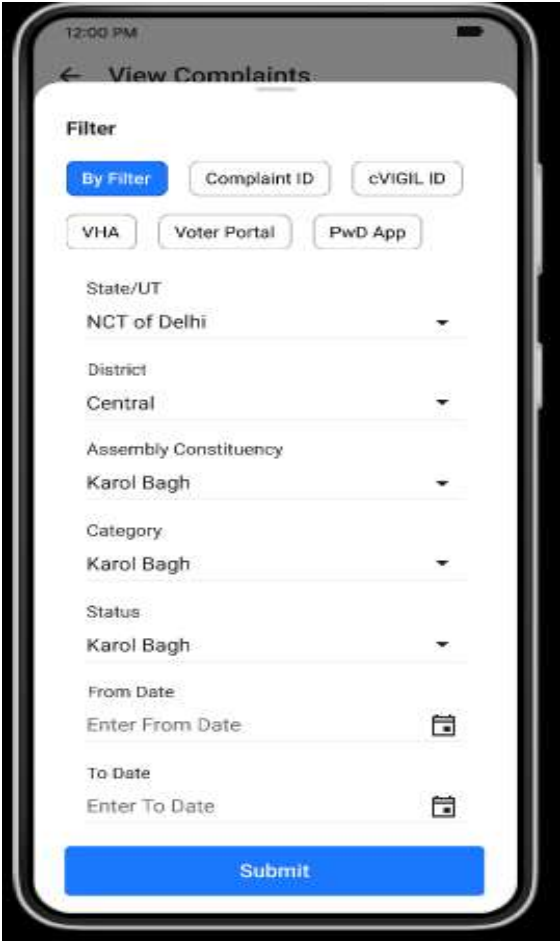 12:00 PM
View Complaints
Filter
By Filter Complaint ID cVIGIL ID
VHA Voter Portal PwD App
State/UT
NCT of Delhi
District
Central
Assembly Constituency
Karol Bagh
Category
Karol Bagh
Status
Karol Bagh
From Date
Enter From Date
To Date
Enter To Date
Submit